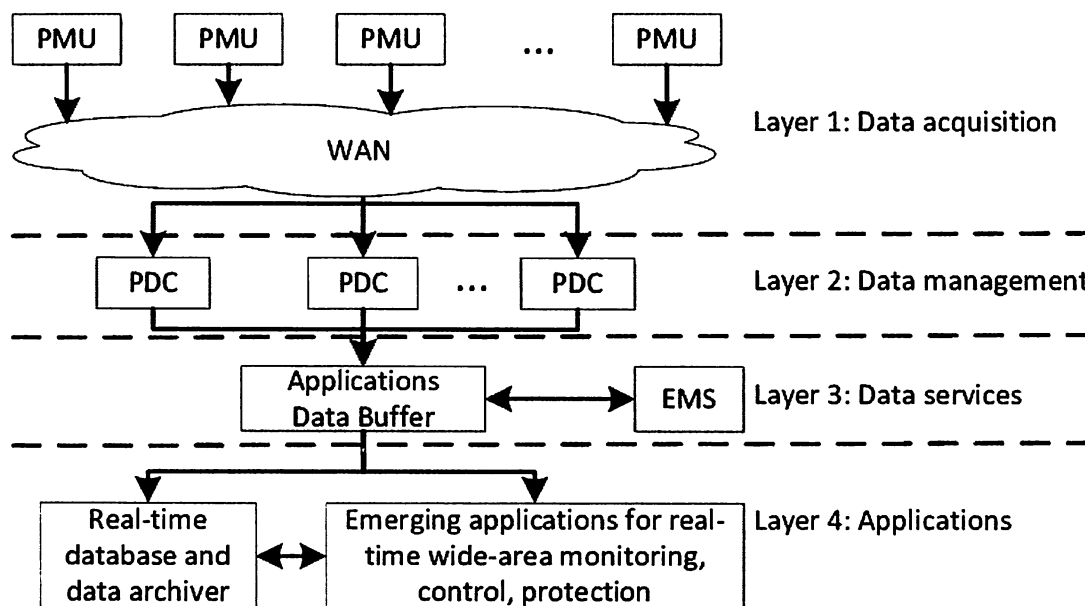 PMU PMU PMU ... PMU
Layer 1: Data acquisition
WAN
PDC PDC ... PDC
Layer 2: Data management
Applications
Data Buffer
EMS
Layer 3: Data services
Real-time
database and
data archiver
Emerging applications for real-
time wide-area monitoring,
control, protection
Layer 4: Applications